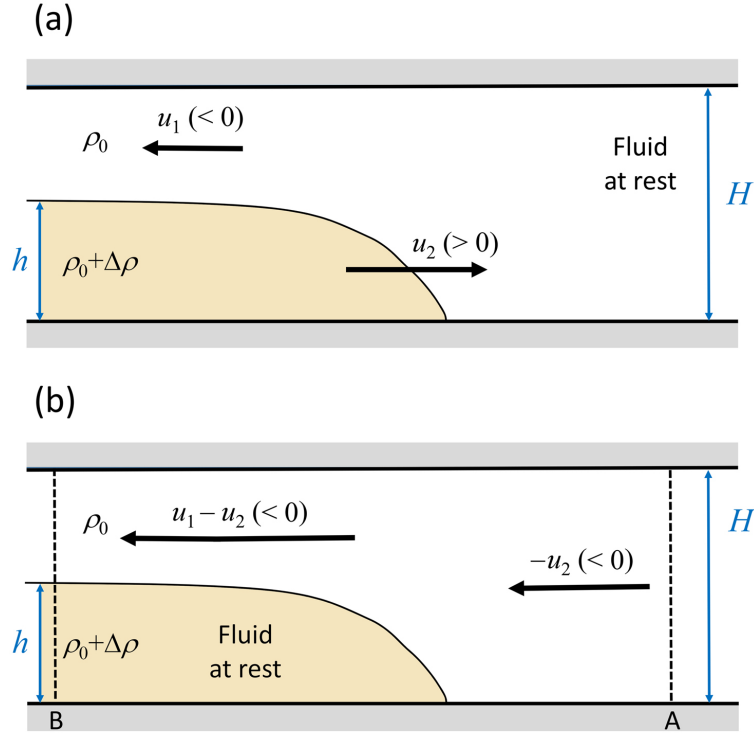 (a)
u₁ (< 0)
ρ₀
Fluid
at rest
H
u₂ (> 0)
h
ρ₀+Δρ
(b)
u₁ – u₂ (< 0)
ρ₀
H
–u₂ (< 0)
Fluid
at rest
h
ρ₀+Δρ
B
A